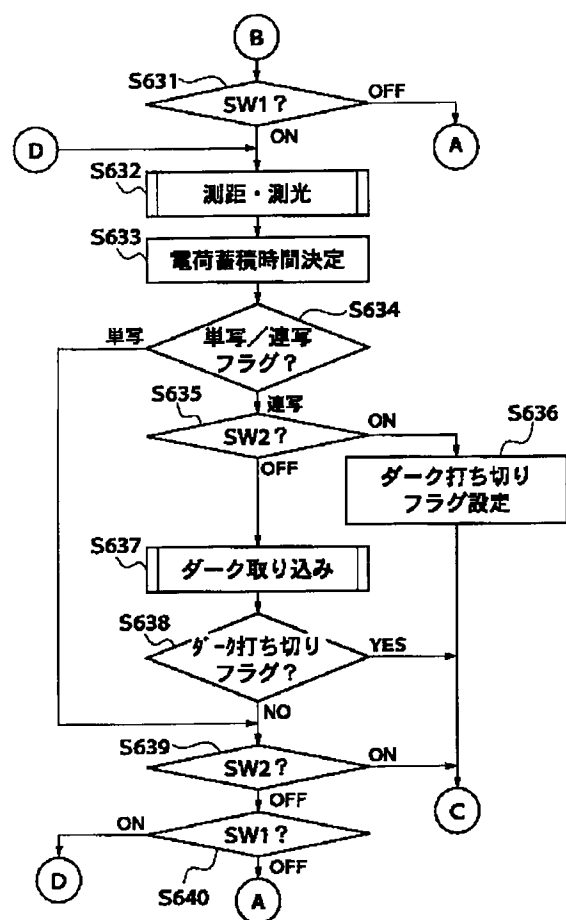 B
S631
SW1?
OFF
A
ON
D
S632
測距・測光
S633
電荷蓄積時間決定
S634
単写
単写/連写
フラグ?
連写
S635
SW2?
ON
OFF
S636
ダーク打ち切り
フラグ設定
S637
ダーク取り込み
S638
ダーク打ち切り
フラグ?
YES
NO
S639
SW2?
ON
C
OFF
ON
SW1?
D
S640
OFF
A